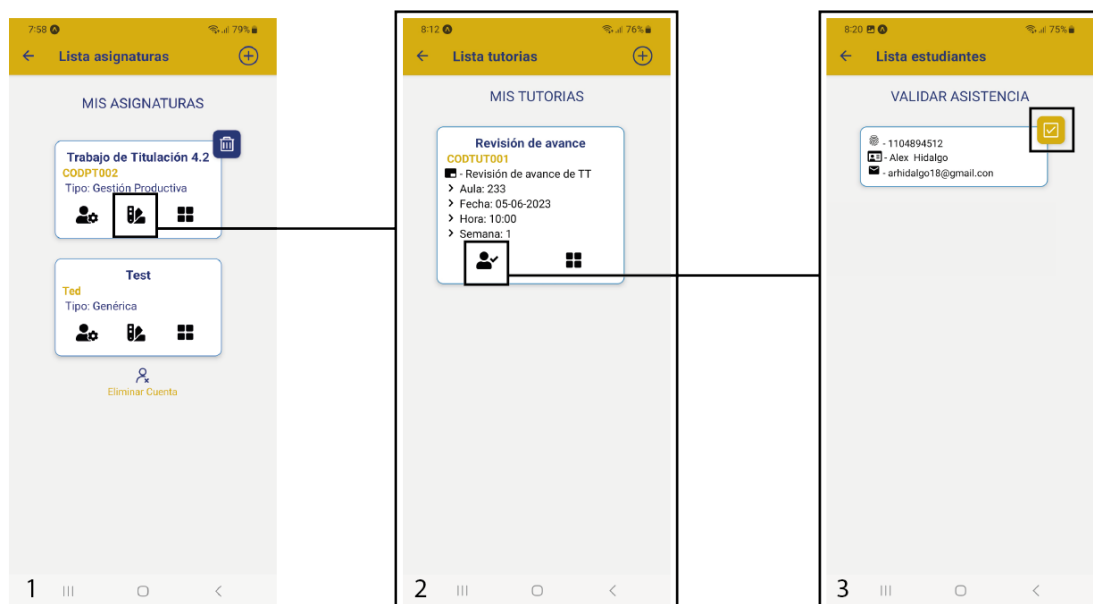 7:58 79%
Lista asignaturas
MIS ASIGNATURAS
Trabajo de Titulación 4.2
CODPT002
Tipo: Gestión Productiva
Test
Ted
Tipo: Genérica
Eliminar Cuenta
1
8:12 76%
Lista tutorias
MIS TUTORIAS
Revisión de avance
CODTUT001
- Revisión de avance de TT
> Aula: 233
> Fecha: 05-06-2023
> Hora: 10:00
> Semana: 1
2
8:20 75%
Lista estudiantes
VALIDAR ASISTENCIA
- 1104894512
- Alex Hidalgo
- arhidalgo18@gmail.con
3